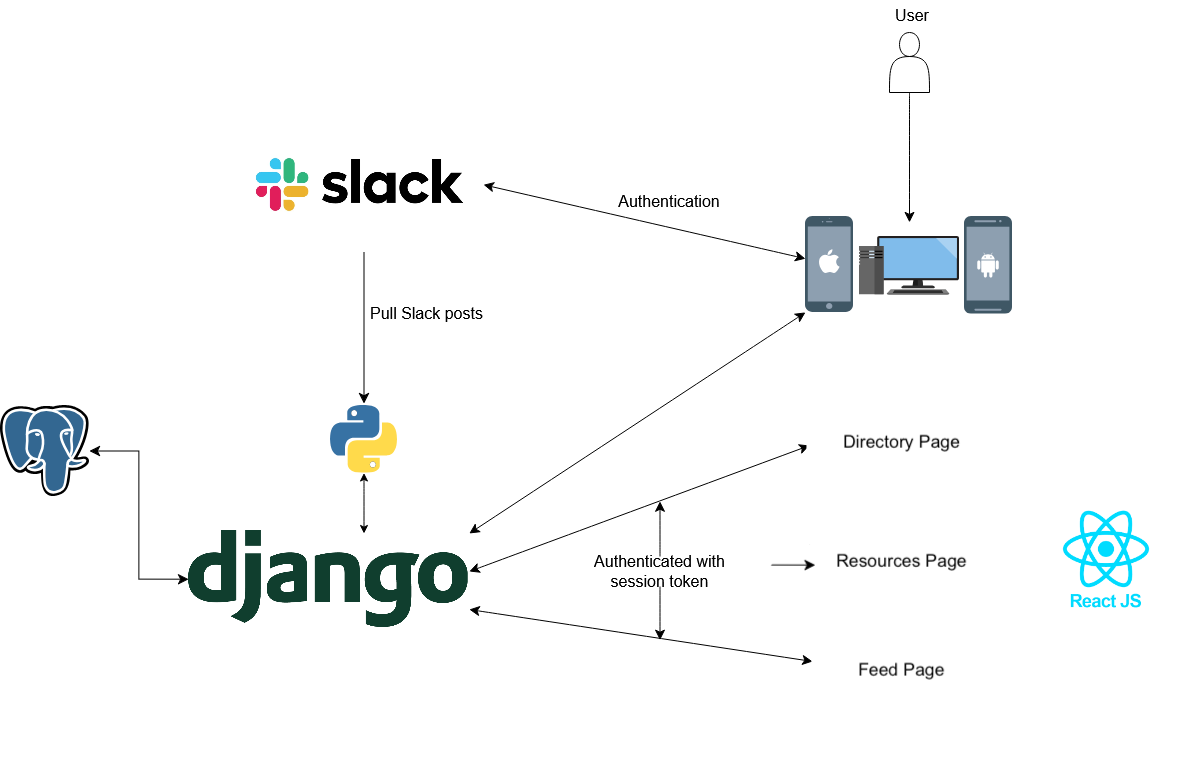 User
slack
Authentication
Pull Slack posts
Directory Page
django
Authenticated with
session token
Resources Page
React JS
Feed Page